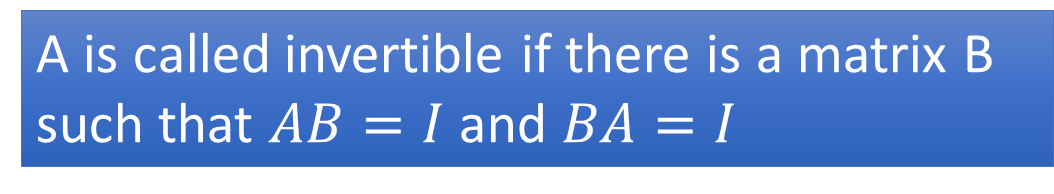 A is called invertible if there is a matrix B
such that AB = I and BA = I